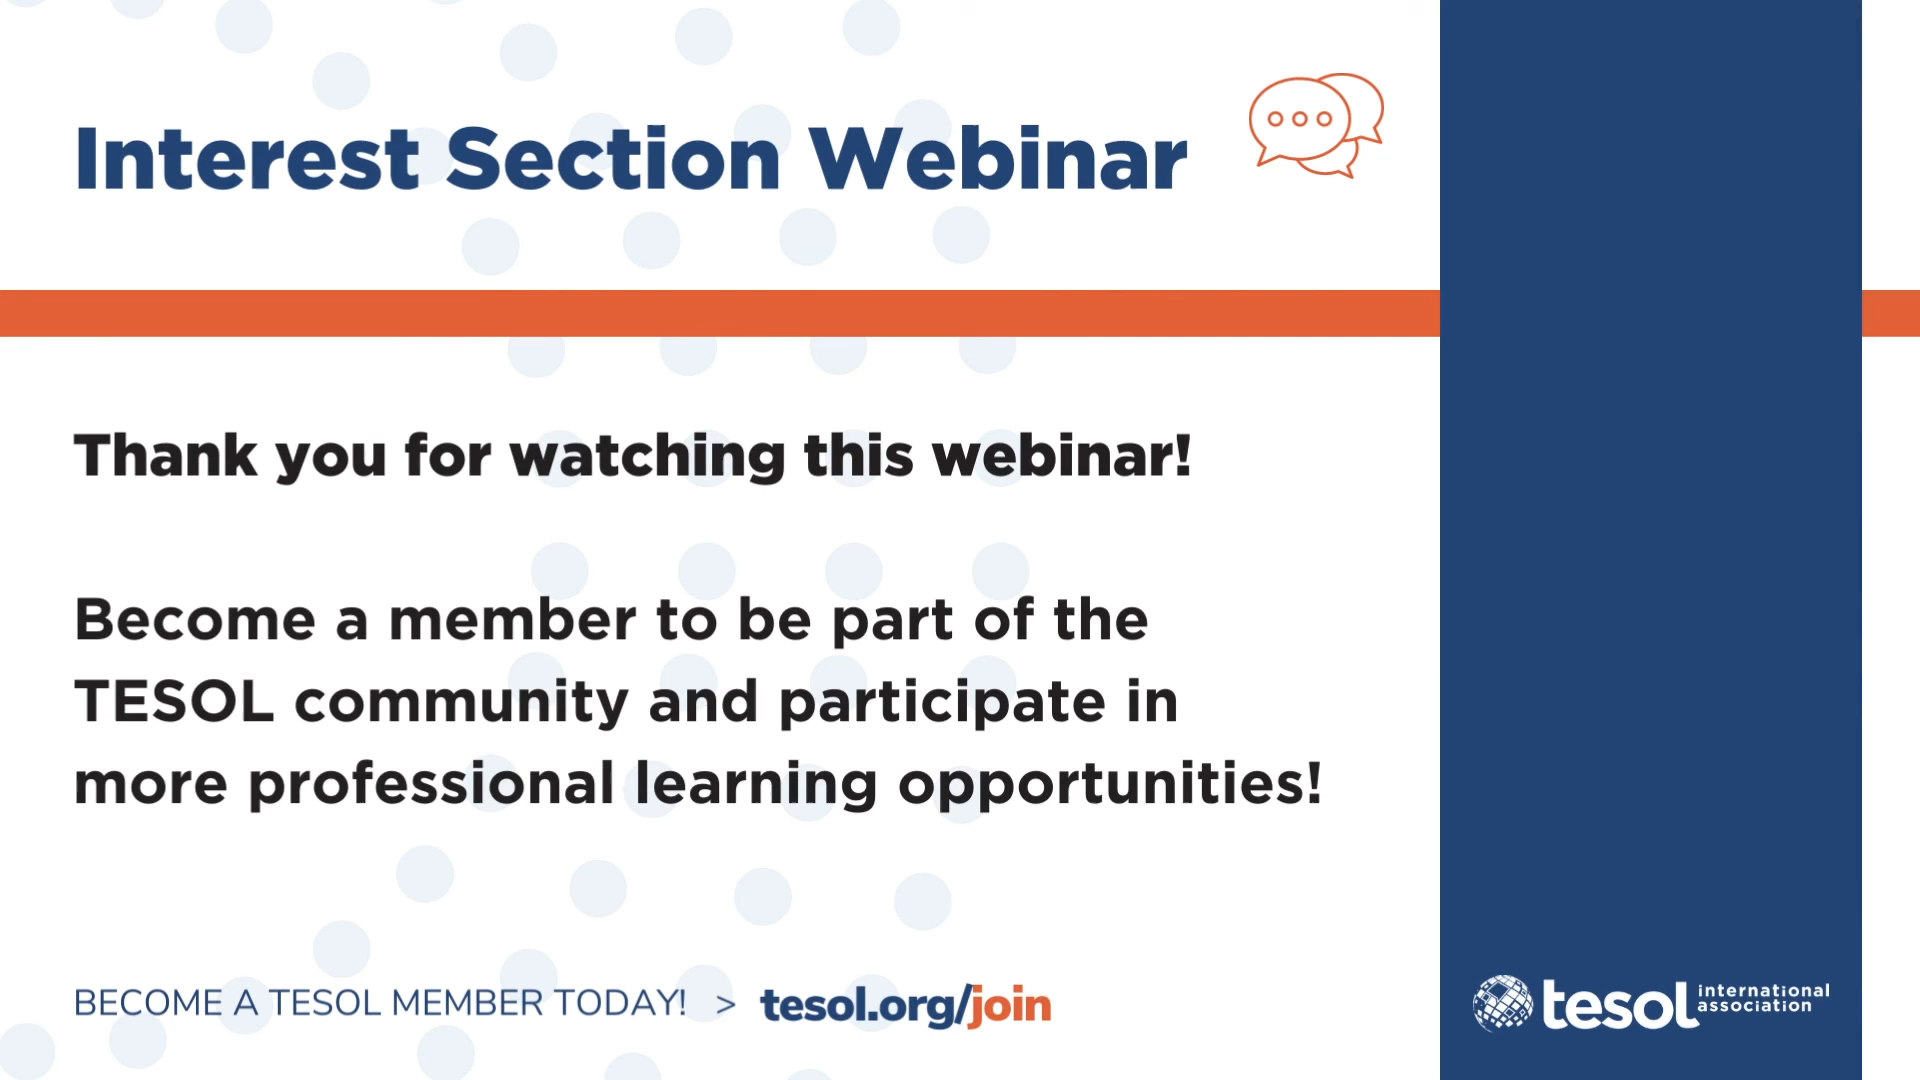 Interest Section Webinar
Thank you for watching this webinar!
Become a member to be part of the
TESOL community and participate in
more professional learning opportunities!
BECOME A TESOL MEMBER TODAY! > tesol.org/join
tesol international
association